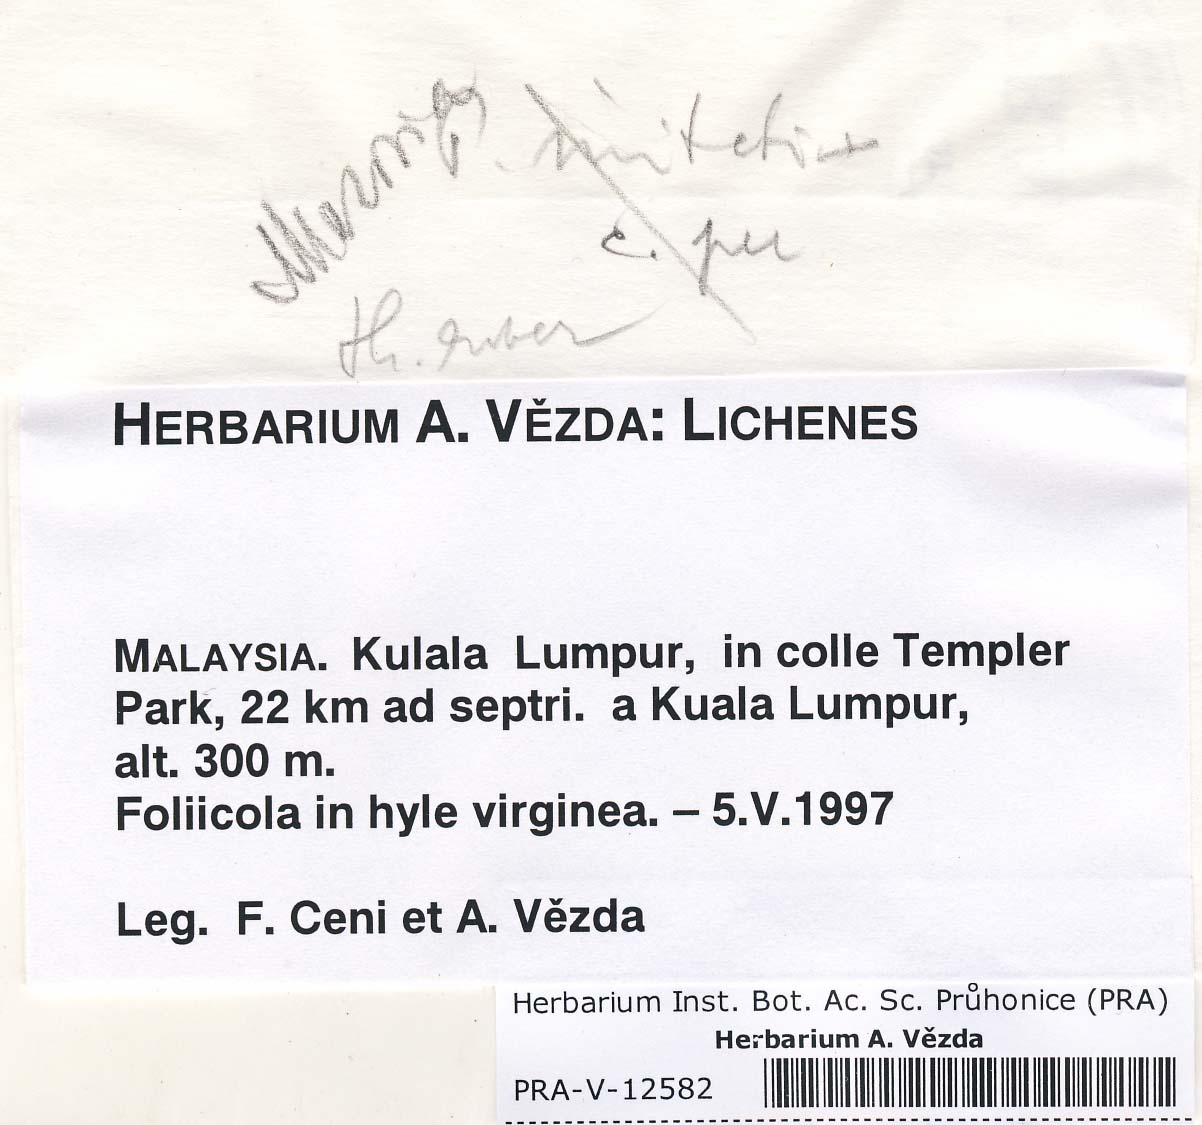 c. per
th. ruber
HERBARIUM A. VĚZDA: LICHENES
MALAYSIA. Kulala Lumpur, in colle Templer
Park, 22 km ad septri. a Kuala Lumpur,
alt. 300 m.
Foliicola in hyle virginea. – 5.V.1997
Leg. F. Ceni et A. Vězda
Herbarium Inst. Bot. Ac. Sc. Průhonice (PRA)
Herbarium A. Vězda
PRA-V-12582